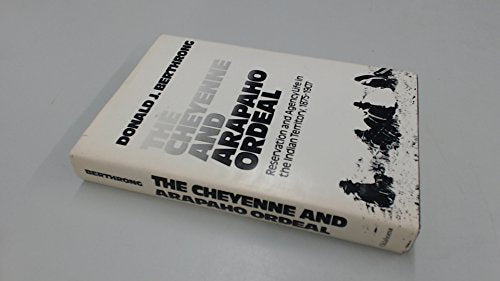 DONALD J. BERTHRONG
THE
CHEYENNE
AND
ARAPAHO
ORDEAL
Reservation and Agency Life in
the Indian Territory, 1875-1907
BERTHRONG
THE CHEYENNE AND
ARAPAHO ORDEAL
Oklahoma